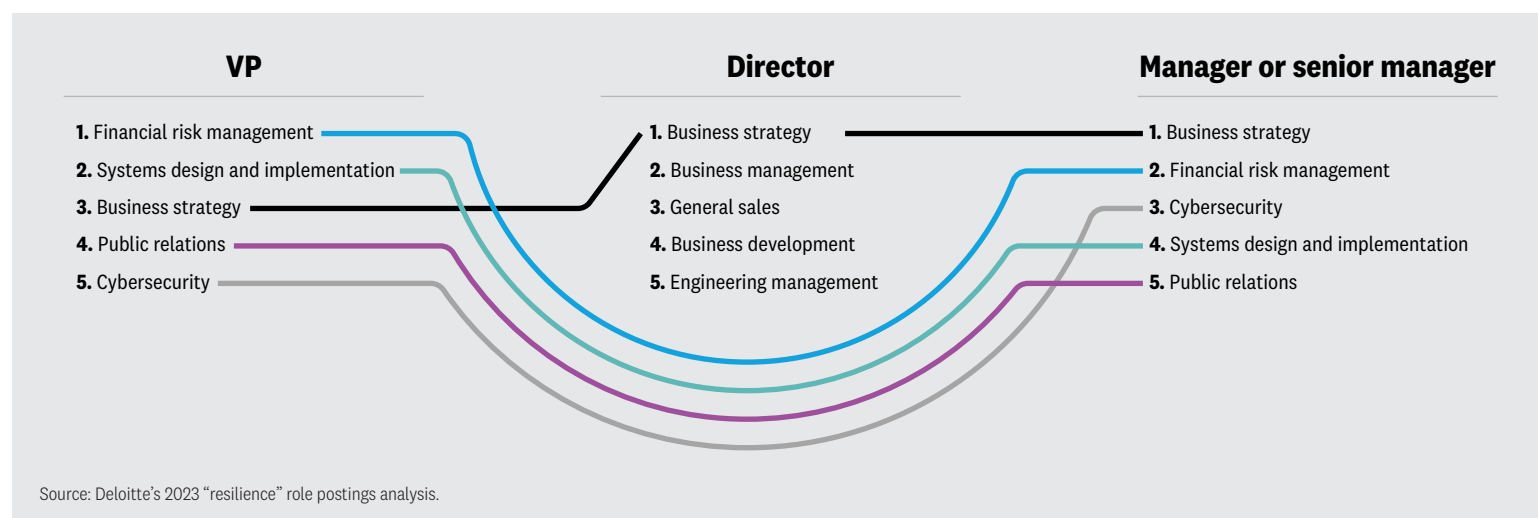 VP
1. Financial risk management
2. Systems design and implementation
3. Business strategy
4. Public relations
5. Cybersecurity
Director
1. Business strategy
2. Business management
3. General sales
4. Business development
5. Engineering management
Manager or senior manager
1. Business strategy
2. Financial risk management
3. Cybersecurity
4. Systems design and implementation
5. Public relations
Source: Deloitte’s 2023 “resilience” role postings analysis.